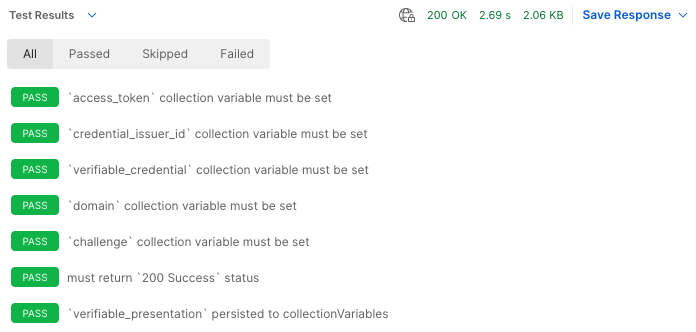 Test Results 200 OK 2.69 s 2.06 KB Save Response
All Passed Skipped Failed
PASS `access_token` collection variable must be set
PASS `credential_issuer_id` collection variable must be set
PASS `verifiable_credential` collection variable must be set
PASS `domain` collection variable must be set
PASS `challenge` collection variable must be set
PASS must return `200 Success` status
PASS `verifiable_presentation` persisted to collectionVariables